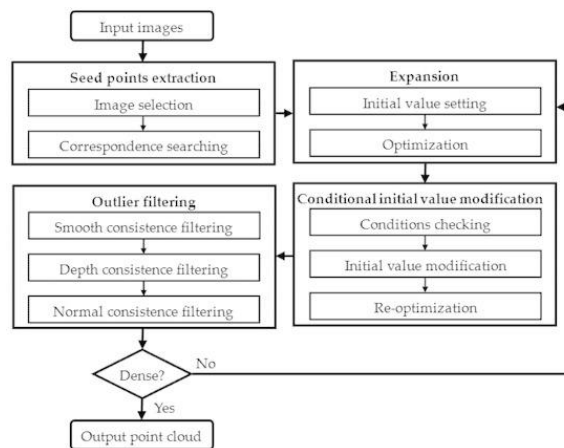 Input images
Seed points extraction
Image selection
Correspondence searching
Expansion
Initial value setting
Optimization
Conditional initial value modification
Conditions checking
Initial value modification
Re-optimization
Outlier filtering
Smooth consistence filtering
Depth consistence filtering
Normal consistence filtering
Dense?
No
Yes
Output point cloud